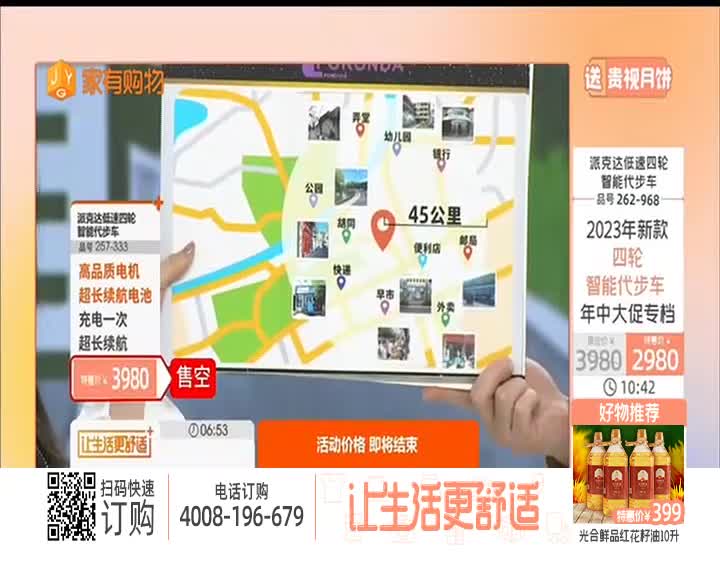 JYG 家有购物
送 贵视月饼
弄堂
幼儿园
银行
公园
胡同
45公里
便利店
邮局
快递
早市
外卖
派克达低速四轮
智能代步车
品号 257-333
高品质电机
超长续航电池
充电一次
超长续航
特惠价¥ 3980
售空
让生活更舒适
06:53
活动价格 即将结束
派克达低速四轮
智能代步车
品号 262-968
2023年新款
四轮
智能代步车
年中大促专档
3980
特惠价¥
2980
10:42
好物推荐
特惠价¥399
光合鲜品红花籽油10升
扫码快速
订购
电话订购
4008-196-679
让生活更舒适